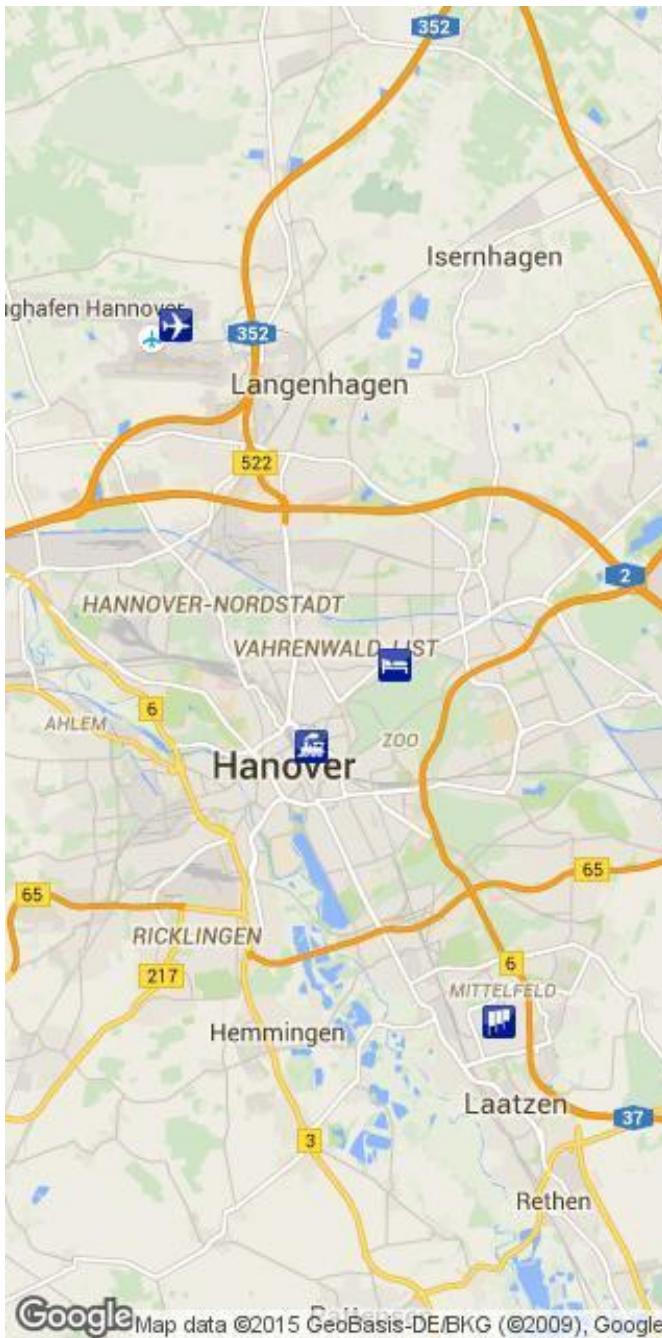 352
Isernhagen
ghafen Hannover
352
Langenhagen
522
2
HANNOVER-NORDSTADT
VAHRENWALD-LIST
6
AHLEM
ZOO
Hanover
65
65
RICKLINGEN
6
217
MITTELFELD
Hemmingen
Laatzen
37
3
Rethen
Google
Map data ©2015 GeoBasis-DE/BKG (©2009), Google